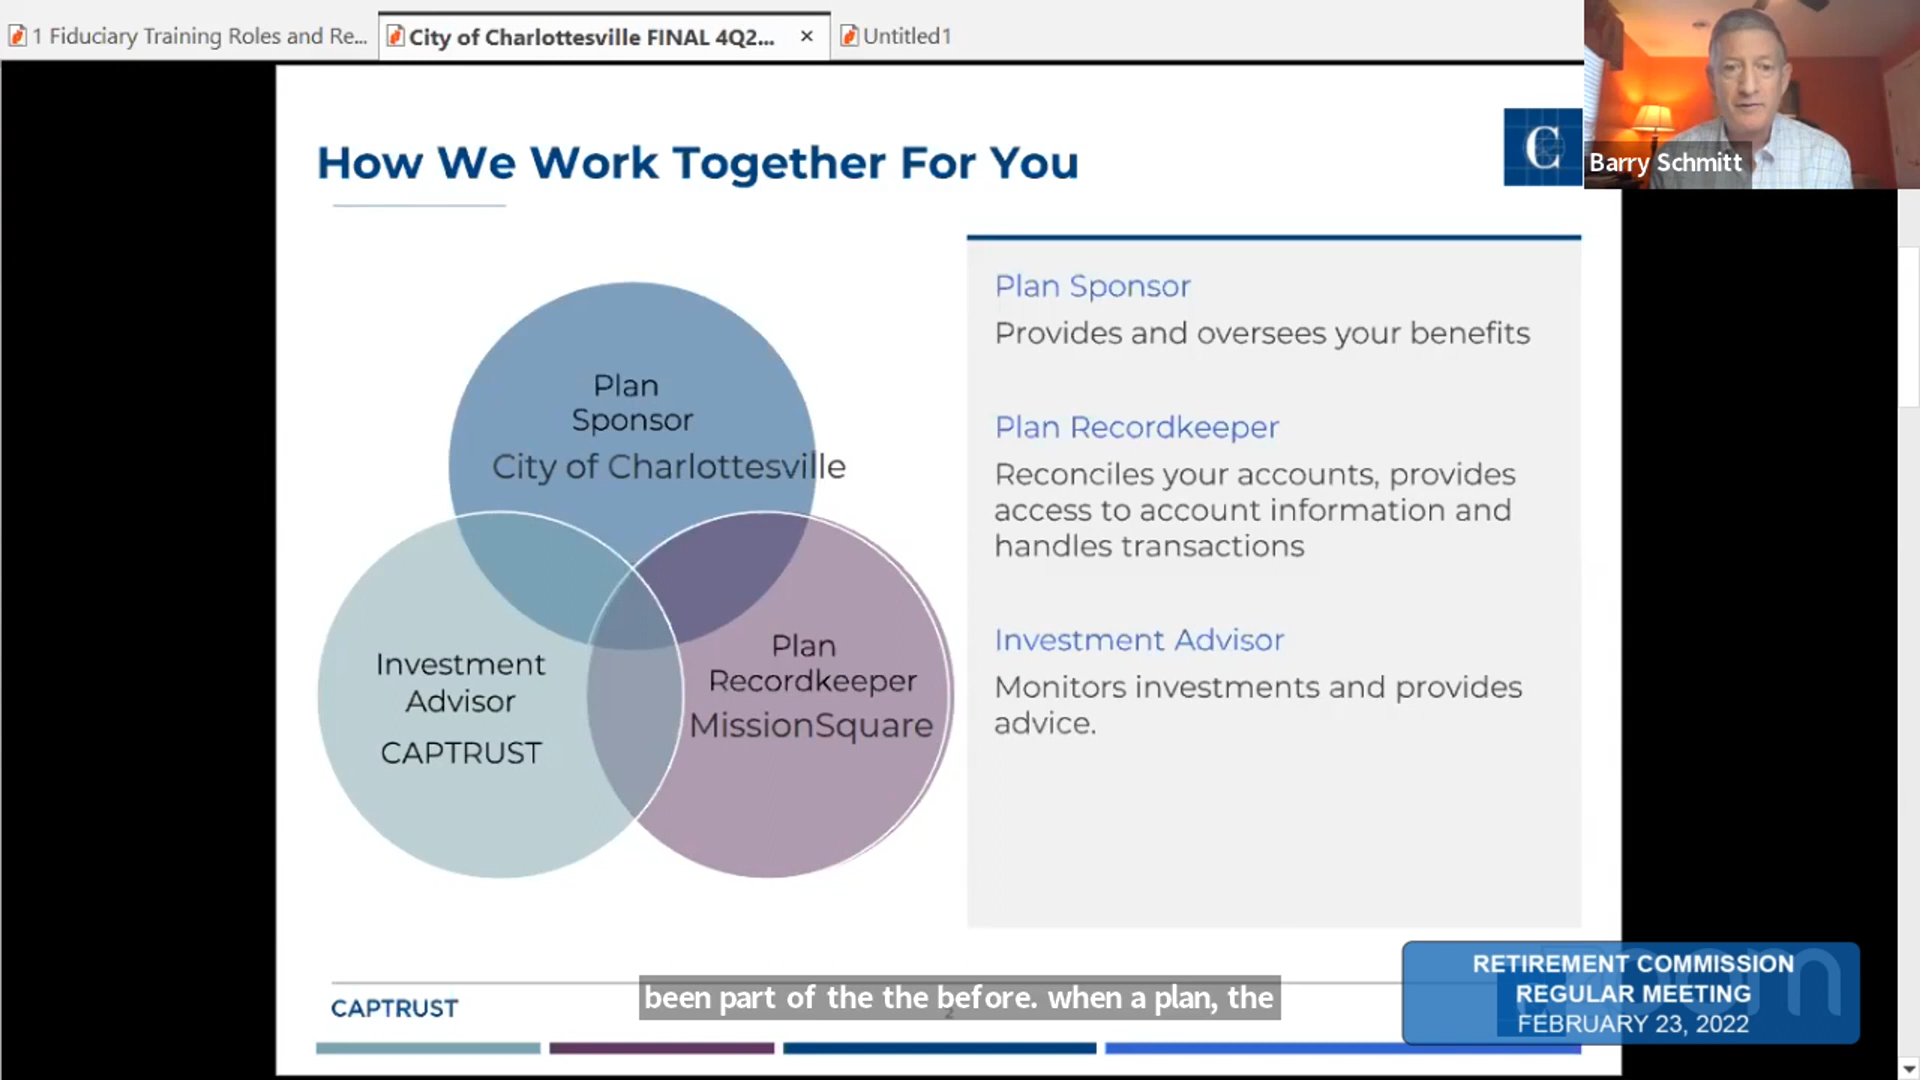 1 Fiduciary Training Roles and Re...
City of Charlottesville FINAL 4Q2...
Untitled1
Barry Schmitt
C
How We Work Together For You
Plan
Sponsor
City of Charlottesville
Investment
Advisor
CAPTRUST
Plan
Recordkeeper
MissionSquare
Plan Sponsor
Provides and oversees your benefits
Plan Recordkeeper
Reconciles your accounts, provides
access to account information and
handles transactions
Investment Advisor
Monitors investments and provides
advice.
CAPTRUST
been part of the the before. when a plan, the
2
zoom
RETIREMENT COMMISSION
REGULAR MEETING
FEBRUARY 23, 2022